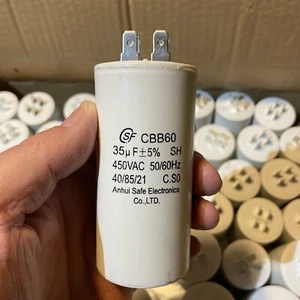 SF CBB60
35μF±5% SH
450VAC 50/60Hz
40/85/21 C.S0
Anhui Safe Electronics
Co.,LTD.